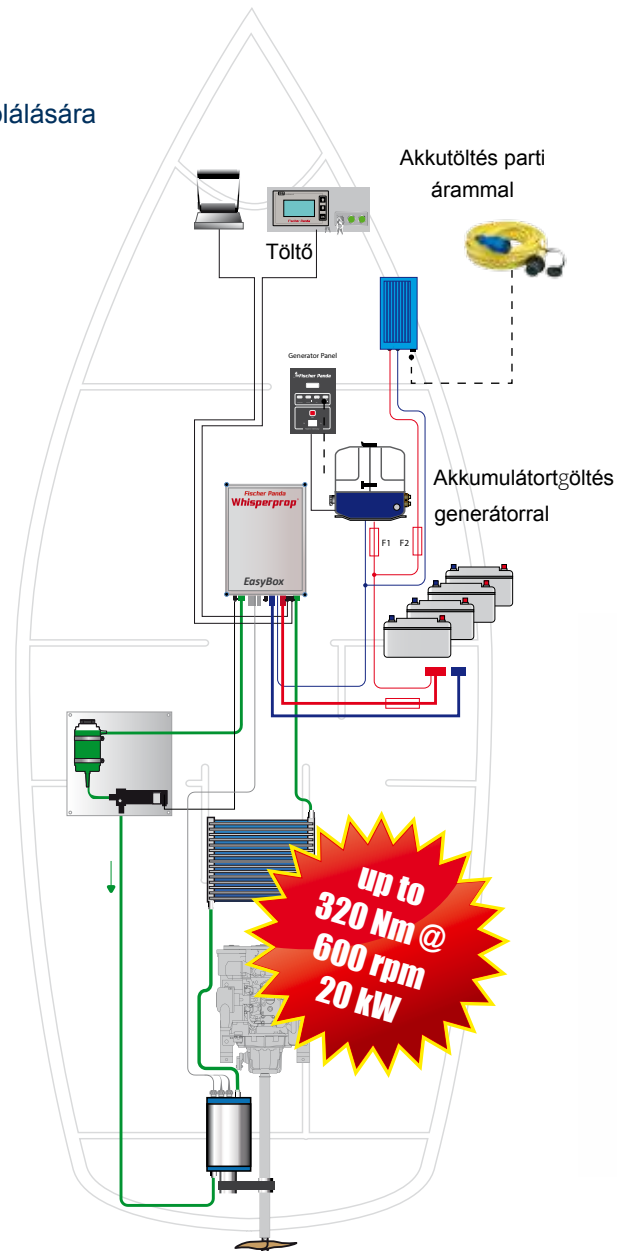 plálására
Akkutöltés parti
árammal
Töltő
Generator Panel
Fischer Panda
Akkumulátortgöltés
generátorral
F1 F2
Fischer Panda
Whisperprop
EasyBox
up to
320 Nm @
600 rpm
20 kW